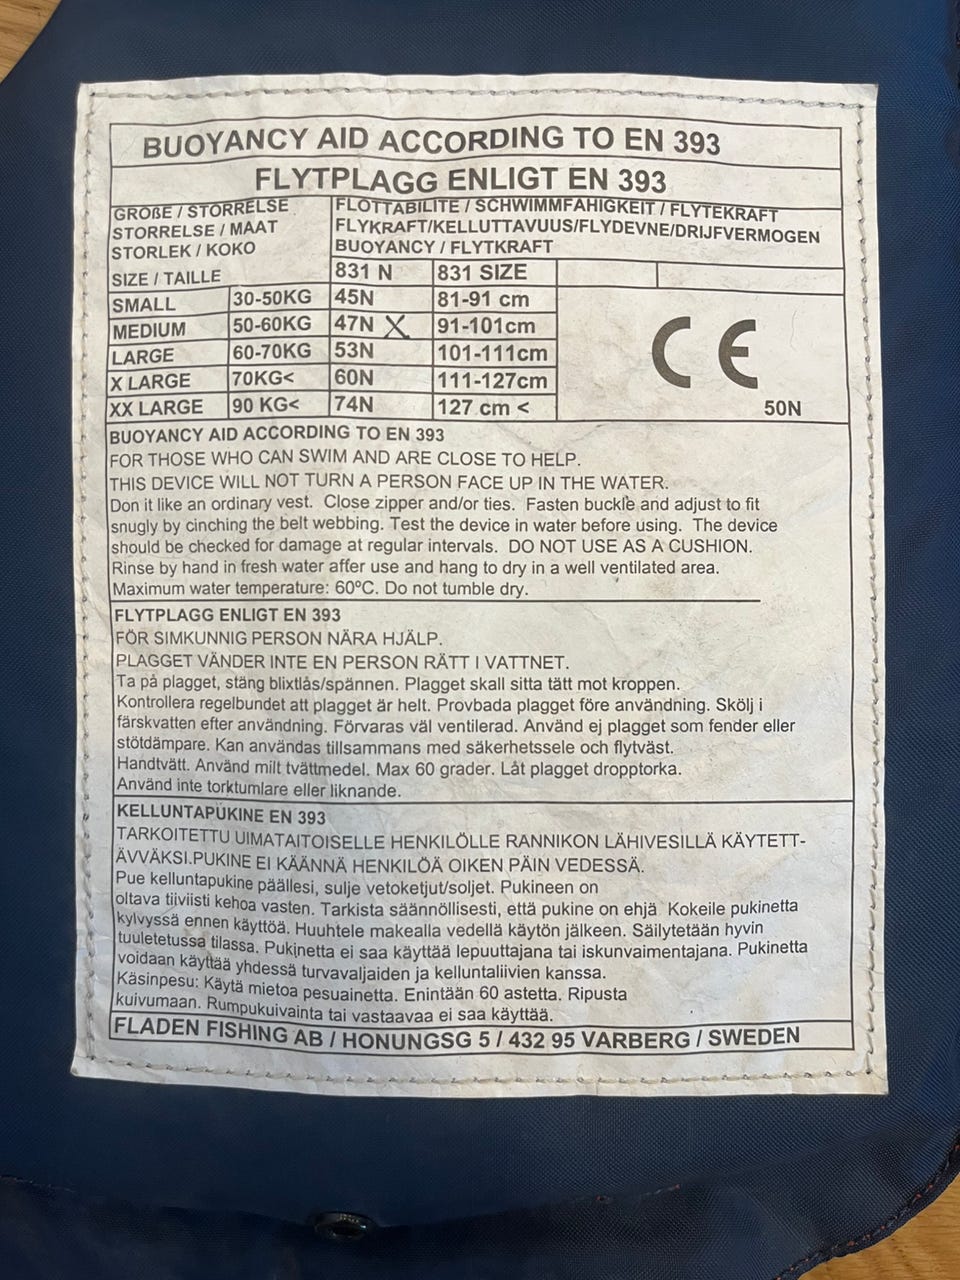 BUOYANCY AID ACCORDING TO EN 393
FLYTPLAGG ENLIGT EN 393
GROßE / STORRELSE
STORRELSE / MAAT
STORLEK / KOKO
SIZE / TAILLE
FLOTTABILITE / SCHWIMMFAHIGKEIT / FLYTEKRAFT
FLYKRAFT/KELLUTTAVUUS/FLYDEVNE/DRIJFVERMOGEN
BUOYANCY / FLYTKRAFT
831 N 831 SIZE
SMALL 30-50KG 45N 81-91 cm
MEDIUM 50-60KG 47N X 91-101cm
LARGE 60-70KG 53N 101-111cm
X LARGE 70KG< 60N 111-127cm
XX LARGE 90 KG< 74N 127 cm <
CE
50N
BUOYANCY AID ACCORDING TO EN 393
FOR THOSE WHO CAN SWIM AND ARE CLOSE TO HELP.
THIS DEVICE WILL NOT TURN A PERSON FACE UP IN THE WATER.
Don it like an ordinary vest. Close zipper and/or ties. Fasten buckle and adjust to fit
snugly by cinching the belt webbing. Test the device in water before using. The device
should be checked for damage at regular intervals. DO NOT USE AS A CUSHION.
Rinse by hand in fresh water affer use and hang to dry in a well ventilated area.
Maximum water temperature: 60ºC. Do not tumble dry.
FLYTPLAGG ENLIGT EN 393
FÖR SIMKUNNIG PERSON NÄRA HJÄLP.
PLAGGET VÄNDER INTE EN PERSON RÄTT I VATTNET.
Ta på plagget, stäng blixtlås/spännen. Plagget skall sitta tätt mot kroppen.
Kontrollera regelbundet att plagget är helt. Provbada plagget före användning. Skölj i
färskvatten efter användning. Förvaras väl ventilerad. Använd ej plagget som fender eller
stötdämpare. Kan användas tillsammans med säkerhetssele och flytväst.
Handtvätt. Använd milt tvättmedel. Max 60 grader. Låt plagget dropptorka.
Använd inte torktumlare eller liknande.
KELLUNTAPUKINE EN 393
TARKOITETTU UIMATAITOISELLE HENKILÖLLE RANNIKON LÄHIVESILLÄ KÄYTETT-
ÄVVÄKSI.PUKINE EI KÄÄNNÄ HENKILÖÄ OIKEN PÄIN VEDESSÄ.
Pue kelluntapukine päällesi, sulje vetoketjut/soljet. Pukineen on
oltava tiiviisti kehoa vasten. Tarkista säännöllisesti, että pukine on ehjä Kokeile pukinetta
kylvyssä ennen käyttöä. Huuhtele makealla vedellä käytön jälkeen. Säilytetään hyvin
tuuletetussa tilassa. Pukinetta ei saa käyttää lepuuttajana tai iskunvaimentajana. Pukinetta
voidaan käyttää yhdessä turvavaljaiden ja kelluntaliivien kanssa.
Käsinpesu: Käytä mietoa pesuainetta. Enintään 60 astetta. Ripusta
kuivumaan. Rumpukuivainta tai vastaavaa ei saa käyttää.
FLADEN FISHING AB / HONUNGSG 5 / 432 95 VARBERG / SWEDEN